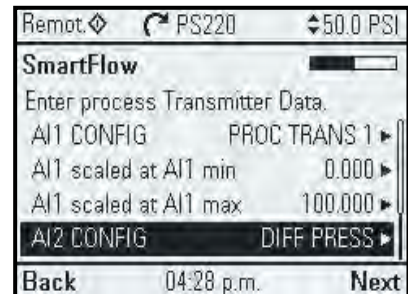 Remot. PS220 50.0 PSI
SmartFlow
Enter process Transmitter Data.
AI1 CONFIG PROC TRANS 1
AI1 scaled at AI1 min 0.000
AI1 scaled at AI1 max 100.000
AI2 CONFIG DIFF PRESS
Back 04:28 p.m. Next